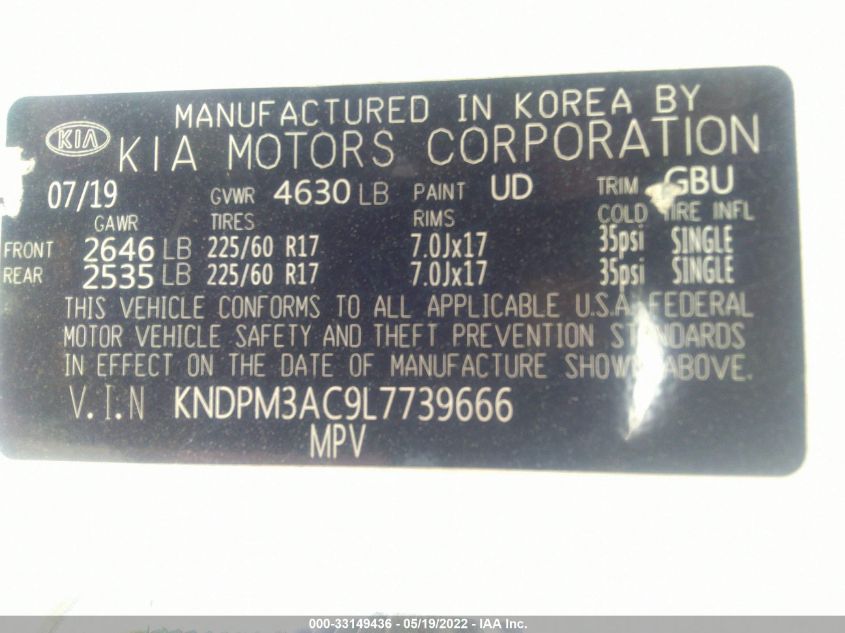 MANUFACTURED IN KOREA BY
KIA KIA MOTORS CORPORATION
07/19 GVWR 4630 LB PAINT UD TRIM GBU
GAWR TIRES RIMS COLD TIRE INFL
FRONT 2646 LB 225/60 R17 7.0Jx17 35psi SINGLE
REAR 2535 LB 225/60 R17 7.0Jx17 35psi SINGLE
THIS VEHICLE CONFORMS TO ALL APPLICABLE U.S.A. FEDERAL
MOTOR VEHICLE SAFETY AND THEFT PREVENTION STANDARDS
IN EFFECT ON THE DATE OF MANUFACTURE SHOWN ABOVE.
V.I.N KNDPM3AC9L7739666
MPV
000-33149436 - 05/19/2022 - IAA Inc.